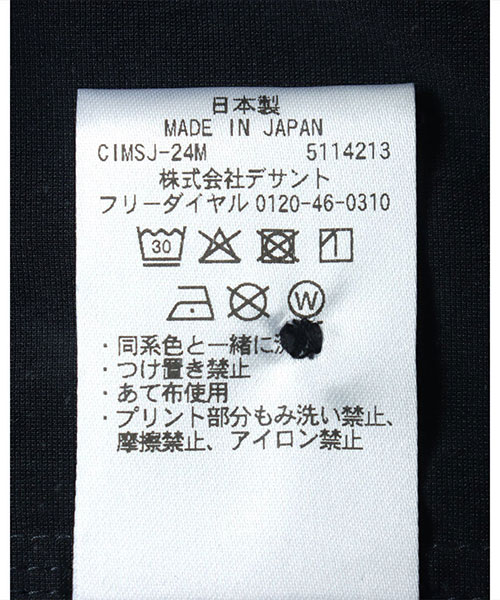 日本製
MADE IN JAPAN
CIMSJ-24M 5114213
株式会社デサント
フリーダイヤル 0120-46-0310
30
W
・同系色と一緒に
・つけ置き禁止
・あて布使用
・プリント部分もみ洗い禁止、
摩擦禁止、アイロン禁止